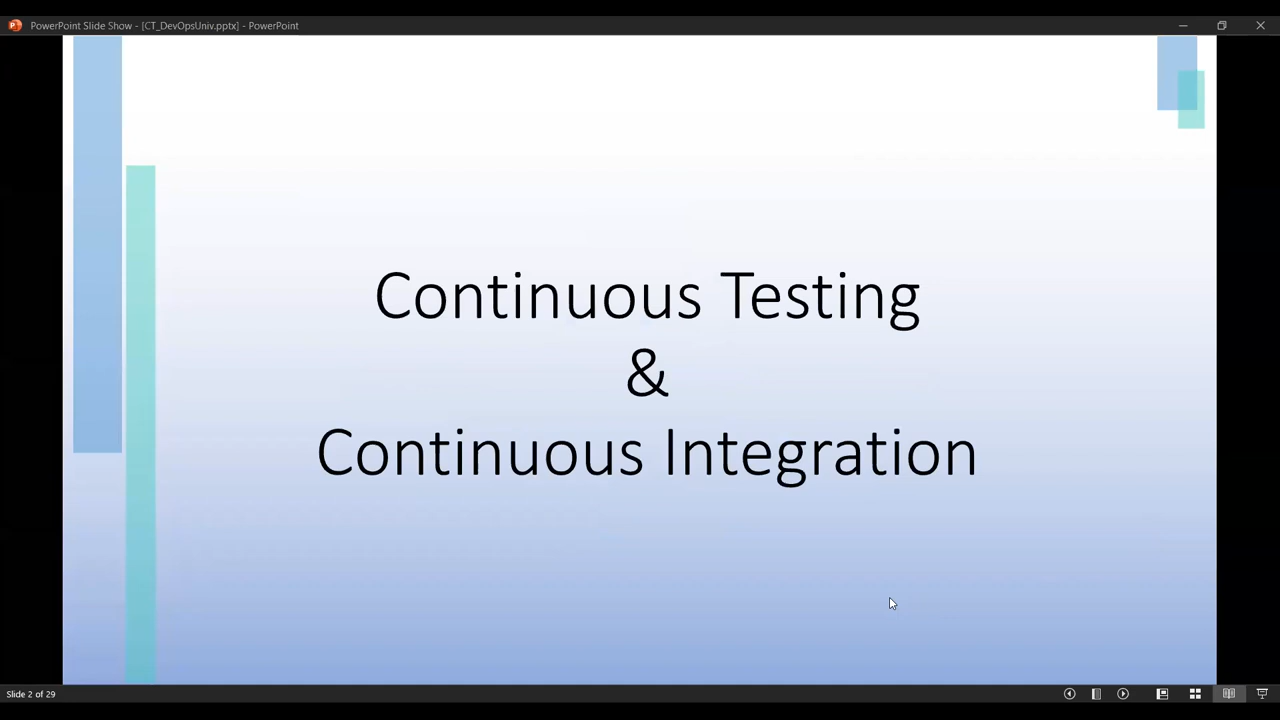 PowerPoint Slide Show - [CT_DevOpsUniv.pptx] - PowerPoint
Continuous Testing
&
Continuous Integration
Slide 2 of 29